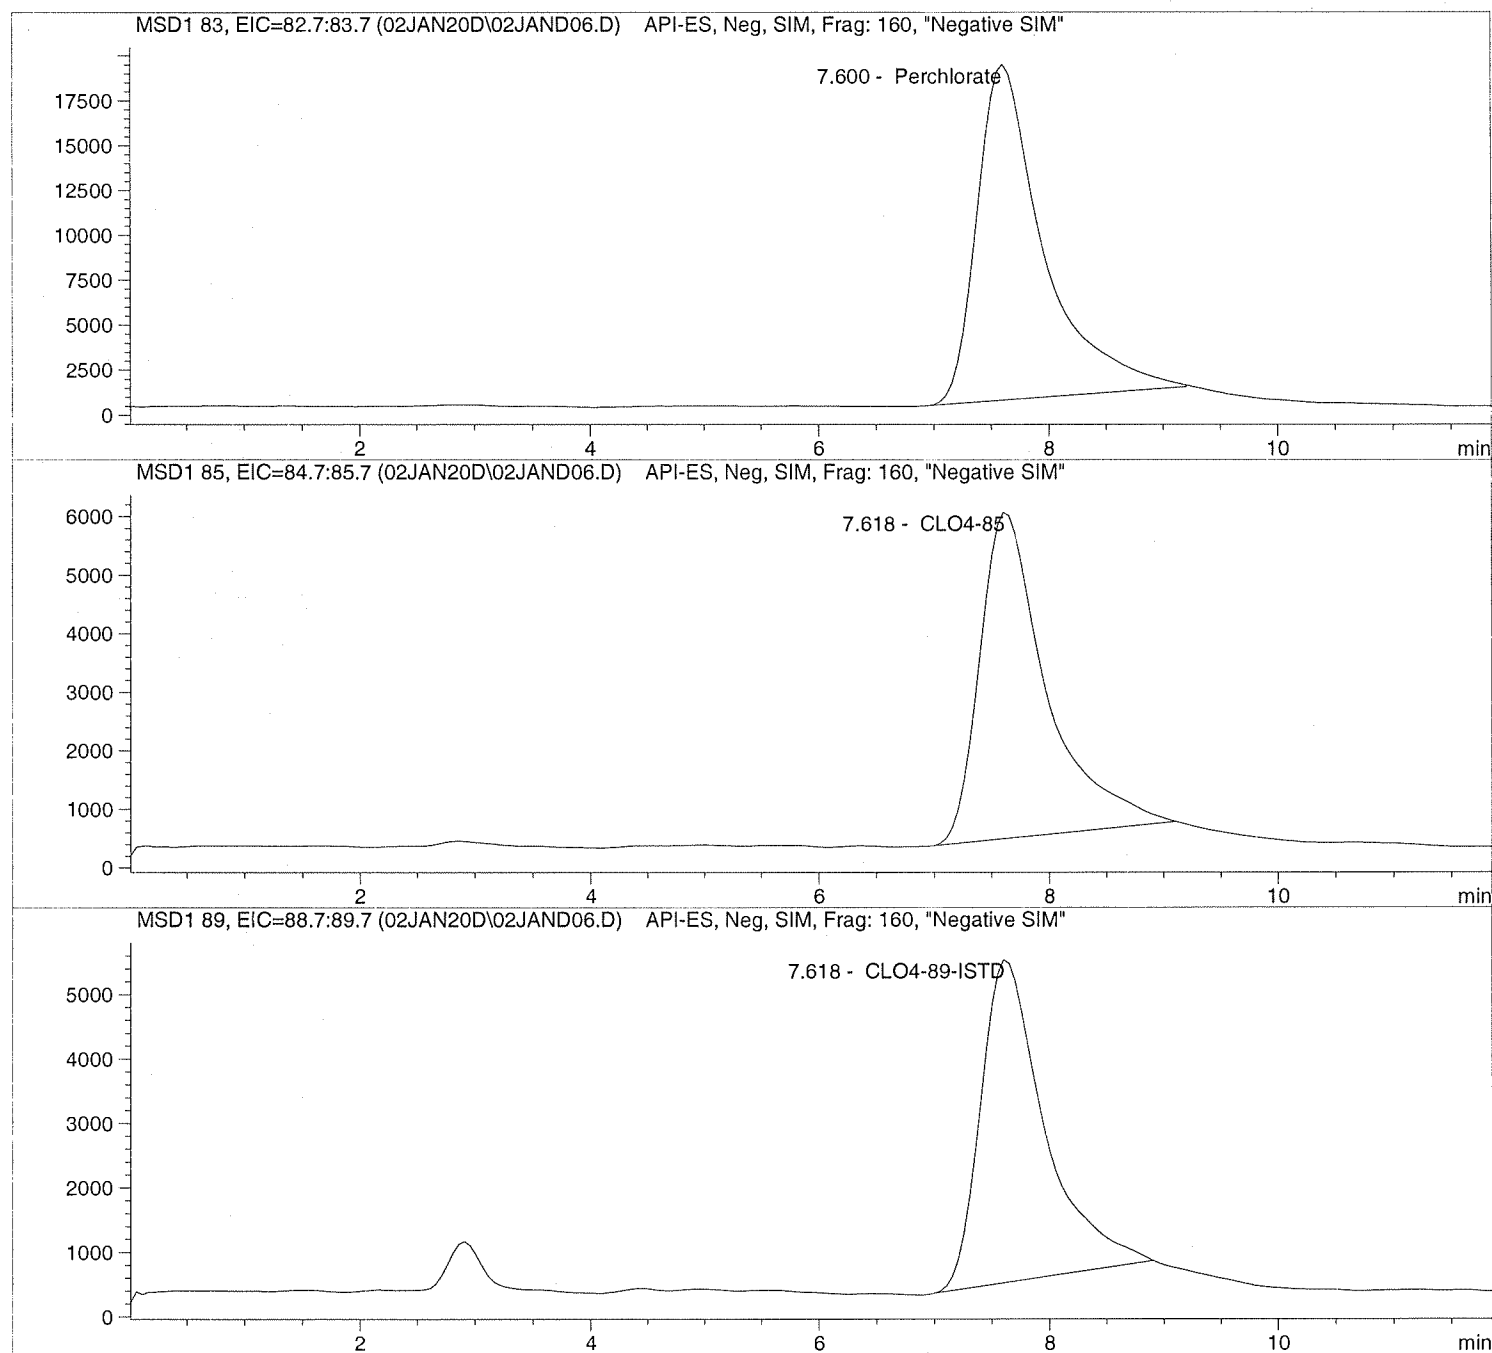 MSD1 83, EIC=82.7:83.7 (02JAN20D\02JAND06.D) API-ES, Neg, SIM, Frag: 160, "Negative SIM"
7.600 - Perchlorate
17500
15000
12500
10000
7500
5000
2500
0
2 4 6 8 10 min
MSD1 85, EIC=84.7:85.7 (02JAN20D\02JAND06.D) API-ES, Neg, SIM, Frag: 160, "Negative SIM"
6000
7.618 - CLO4-85
5000
4000
3000
2000
1000
0
2 4 6 8 10 min
MSD1 89, EIC=88.7:89.7 (02JAN20D\02JAND06.D) API-ES, Neg, SIM, Frag: 160, "Negative SIM"
7.618 - CLO4-89-ISTD
5000
4000
3000
2000
1000
0
2 4 6 8 10 min